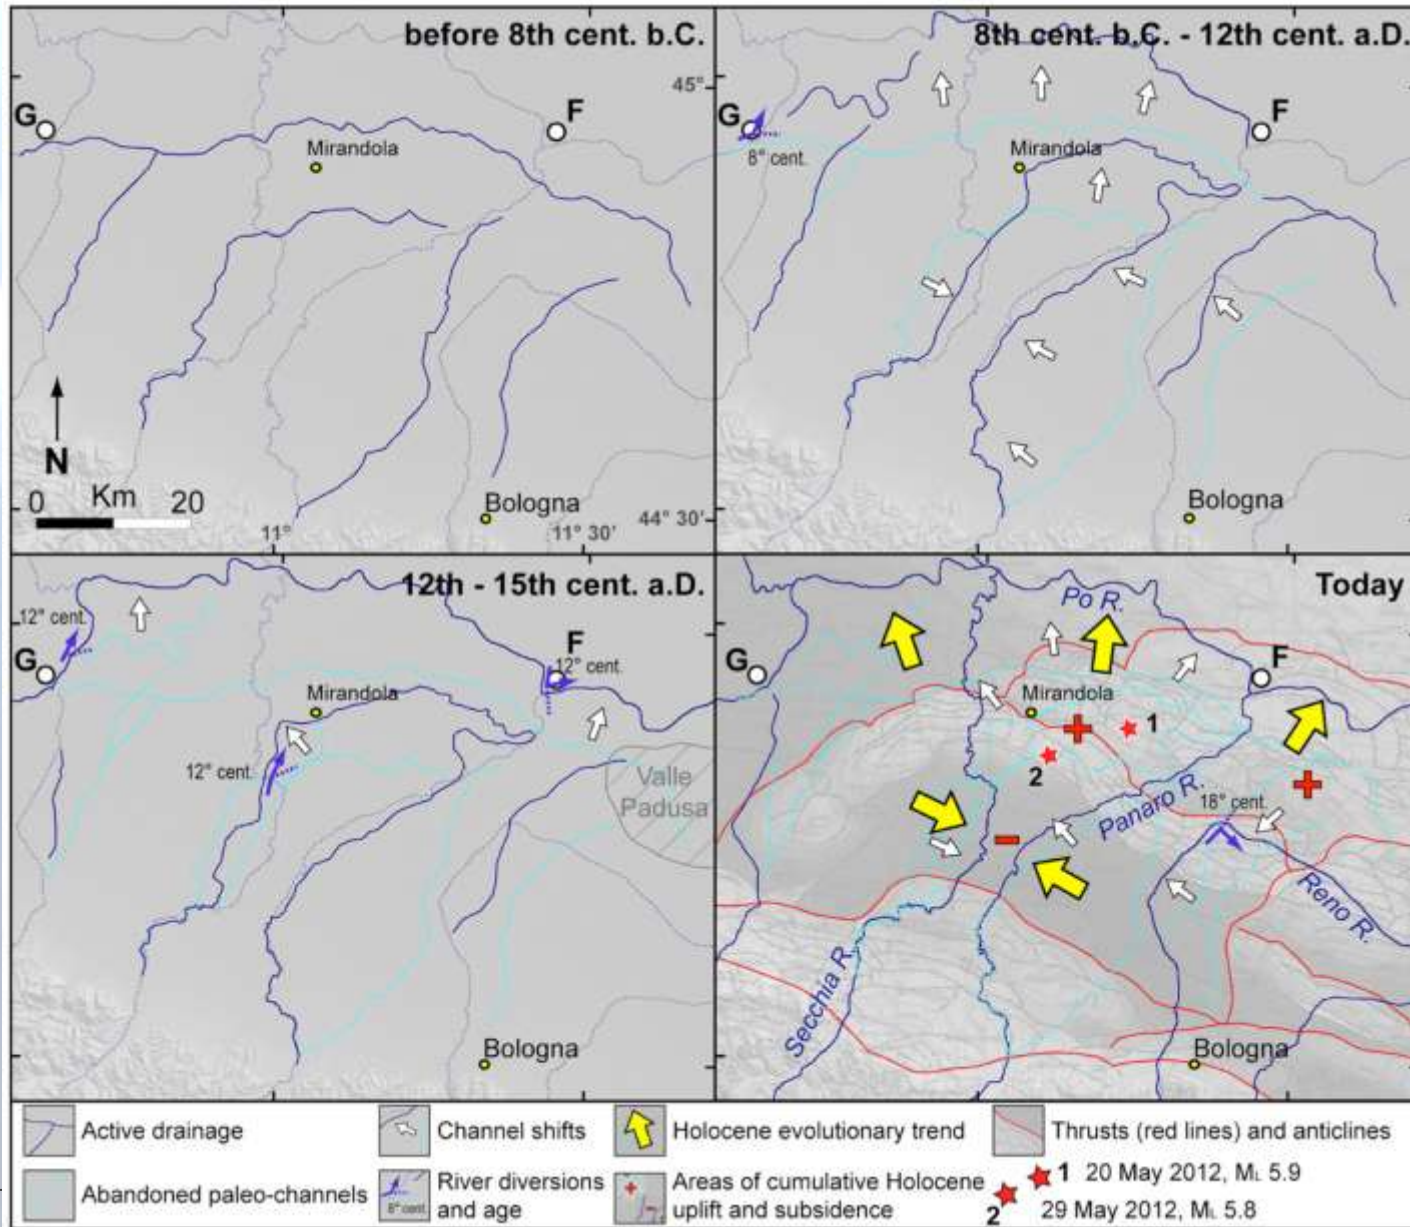 before 8th cent. b.C.
45°
G
F
Mirandola
N
0 Km 20
Bologna
11°
11° 30'
44° 30'
8th cent. b.C. - 12th cent. a.D.
G
F
8° cent.
Mirandola
Bologna
12th - 15th cent. a.D.
12° cent.
G
F
12° cent.
Mirandola
12° cent.
Valle
Padusa
Bologna
Today
Po R.
G
F
Mirandola
1
2
Panaro R.
18° cent.
Reno R.
Secchia R.
Bologna
Active drainage
Channel shifts
Holocene evolutionary trend
Thrusts (red lines) and anticlines
Abandoned paleo-channels
8° cent.
River diversions
and age
Areas of cumulative Holocene
uplift and subsidence
1 20 May 2012, ML 5.9
2 29 May 2012, ML 5.8